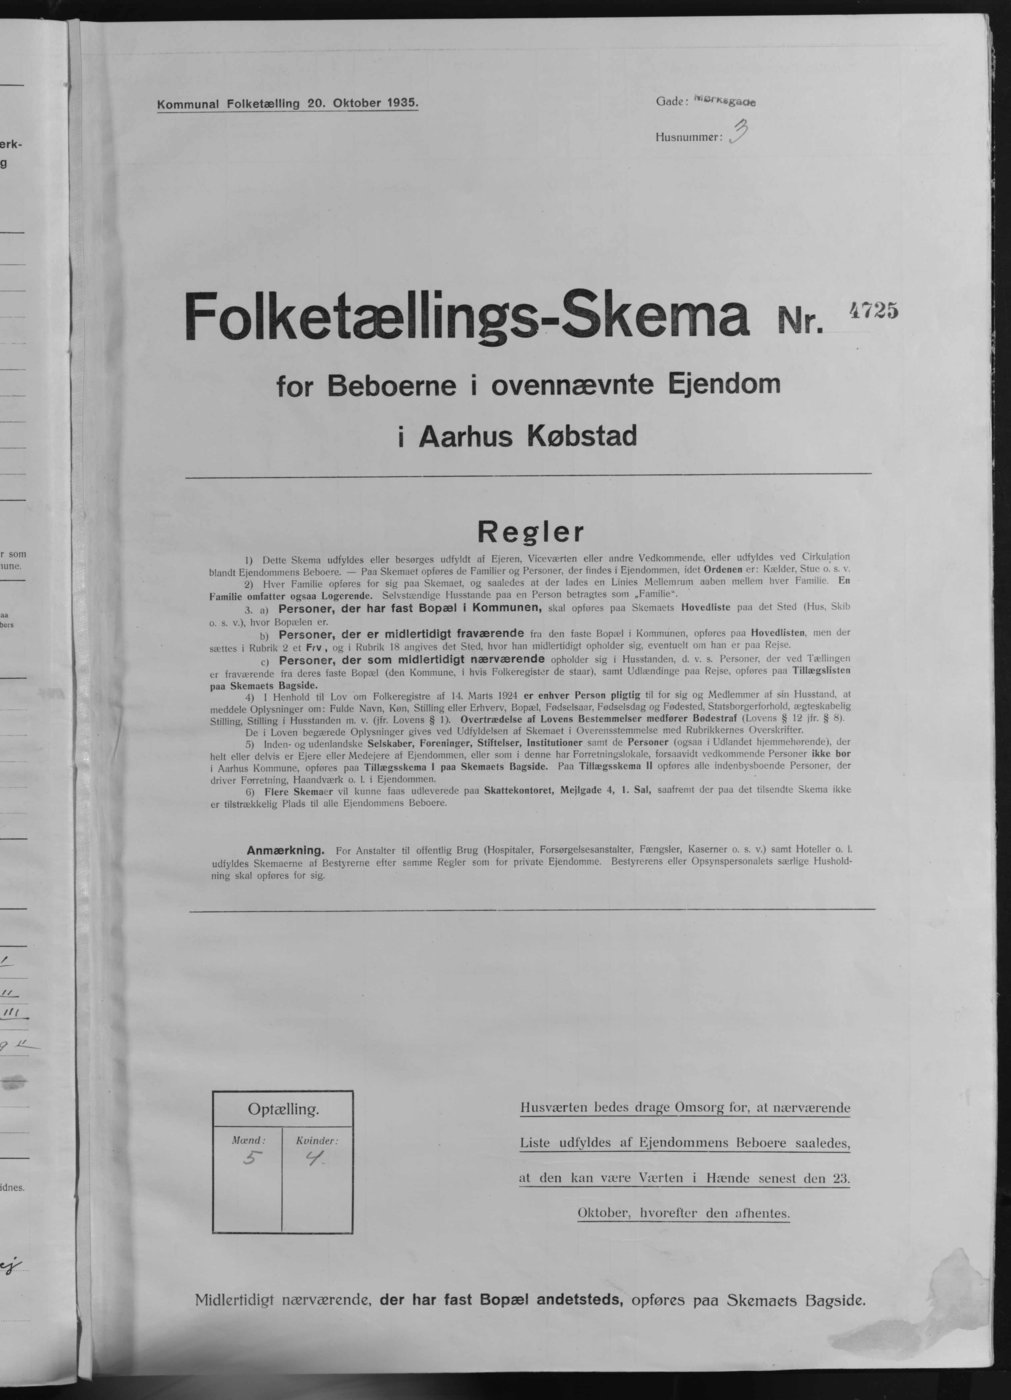 Kommunal Folketælling 20. Oktober 1935.
Gade: Mørksgade
Husnummer: 3
Folketællings-Skema Nr. 4725
for Beboerne i ovennævnte Ejendom
i Aarhus Købstad
Regler
1) Dette Skema udfyldes eller besørges udfyldt af Ejeren, Viceværten eller andre Vedkommende, eller udfyldes ved Cirkulation
blandt Ejendommens Beboere. — Paa Skemaet opføres de Familier og Personer, der findes i Ejendommen, idet Ordenen er: Kælder, Stue o. s. v.
2) Hver Familie opføres for sig paa Skemaet, og saaledes at der lades en Linies Mellemrum aaben mellem hver Familie. En
Familie omfatter ogsaa Logerende. Selvstændige Husstande paa en Person betragtes som „Familie“.
3. a) Personer, der har fast Bopæl i Kommunen, skal opføres paa Skemaets Hovedliste paa det Sted (Hus, Skib
o. s. v.), hvor Bopælen er.
b) Personer, der er midlertidigt fraværende fra den faste Bopæl i Kommunen, opføres paa Hovedlisten, men der
sættes i Rubrik 2 et Frv., og i Rubrik 18 angives det Sted, hvor han midlertidigt opholder sig, eventuelt om han er paa Rejse.
c) Personer, der som midlertidigt nærværende opholder sig i Husstanden, d. v. s. Personer, der ved Tællingen
er fraværende fra deres faste Bopæl (den Kommune, i hvis Folkeregister de staar), samt Udlændinge paa Rejse, opføres paa Tillægslisten
paa Skemaets Bagside.
4) I Henhold til Lov om Folkeregistre af 14. Marts 1924 er enhver Person pligtig til for sig og Medlemmer af sin Husstand, at
meddele Oplysninger om: Fulde Navn, Køn, Stilling eller Erhverv, Bopæl, Fødselsaar, Fødselsdag og Fødested, Statsborgerforhold, ægteskabelig
Stilling, Stilling i Husstanden m. v. (jfr. Lovens § 1). Overtrædelse af Lovens Bestemmelser medfører Bødestraf (Lovens § 12 jfr. § 8).
De i Loven begærede Oplysninger gives ved Udfyldelsen af Skemaet i Overensstemmelse med Rubrikkernes Overskrifter.
5) Inden- og udenlandske Selskaber, Foreninger, Stiftelser, Institutioner samt de Personer (ogsaa i Udlandet hjemmehørende), der
helt eller delvis er Ejere eller Medejere af Ejendommen, eller som i denne har Forretningslokale, forsaavidt vedkommende Personer ikke bor
i Aarhus Kommune, opføres paa Tillægsskema I paa Skemaets Bagside. Paa Tillægsskema II opføres alle indenbysboende Personer, der
driver Forretning, Haandværk o. l. i Ejendommen.
6) Flere Skemaer vil kunne faas udleverede paa Skattekontoret, Mejlgade 4, 1. Sal, saafremt der paa det tilsendte Skema ikke
er tilstrækkelig Plads til alle Ejendommens Beboere.
Anmærkning. For Anstalter til offentlig Brug (Hospitaler, Forsørgelsesanstalter, Fængsler, Kaserner o. s. v.) samt Hoteller o. l.
udfyldes Skemaerne af Bestyrerne efter samme Regler som for private Ejendomme. Bestyrerens eller Opsynspersonalets særlige Hushold-
ning skal opføres for sig.
Optælling.
Mænd: Kvinder:
5 4.
Husværten bedes drage Omsorg for, at nærværende
Liste udfyldes af Ejendommens Beboere saaledes,
at den kan være Værten i Hænde senest den 23.
Oktober, hvorefter den afhentes.
Midlertidigt nærværende, der har fast Bopæl andetsteds, opføres paa Skemaets Bagside.